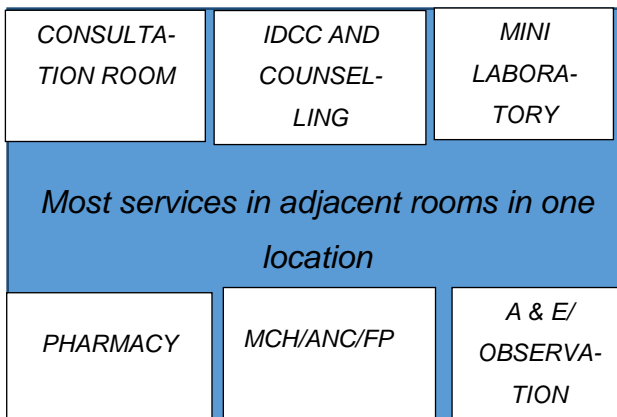 CONSULTA-
TION ROOM
IDCC AND
COUNSEL-
LING
MINI
LABORA-
TORY
Most services in adjacent rooms in one
location
PHARMACY
MCH/ANC/FP
A & E/
OBSERVA-
TION